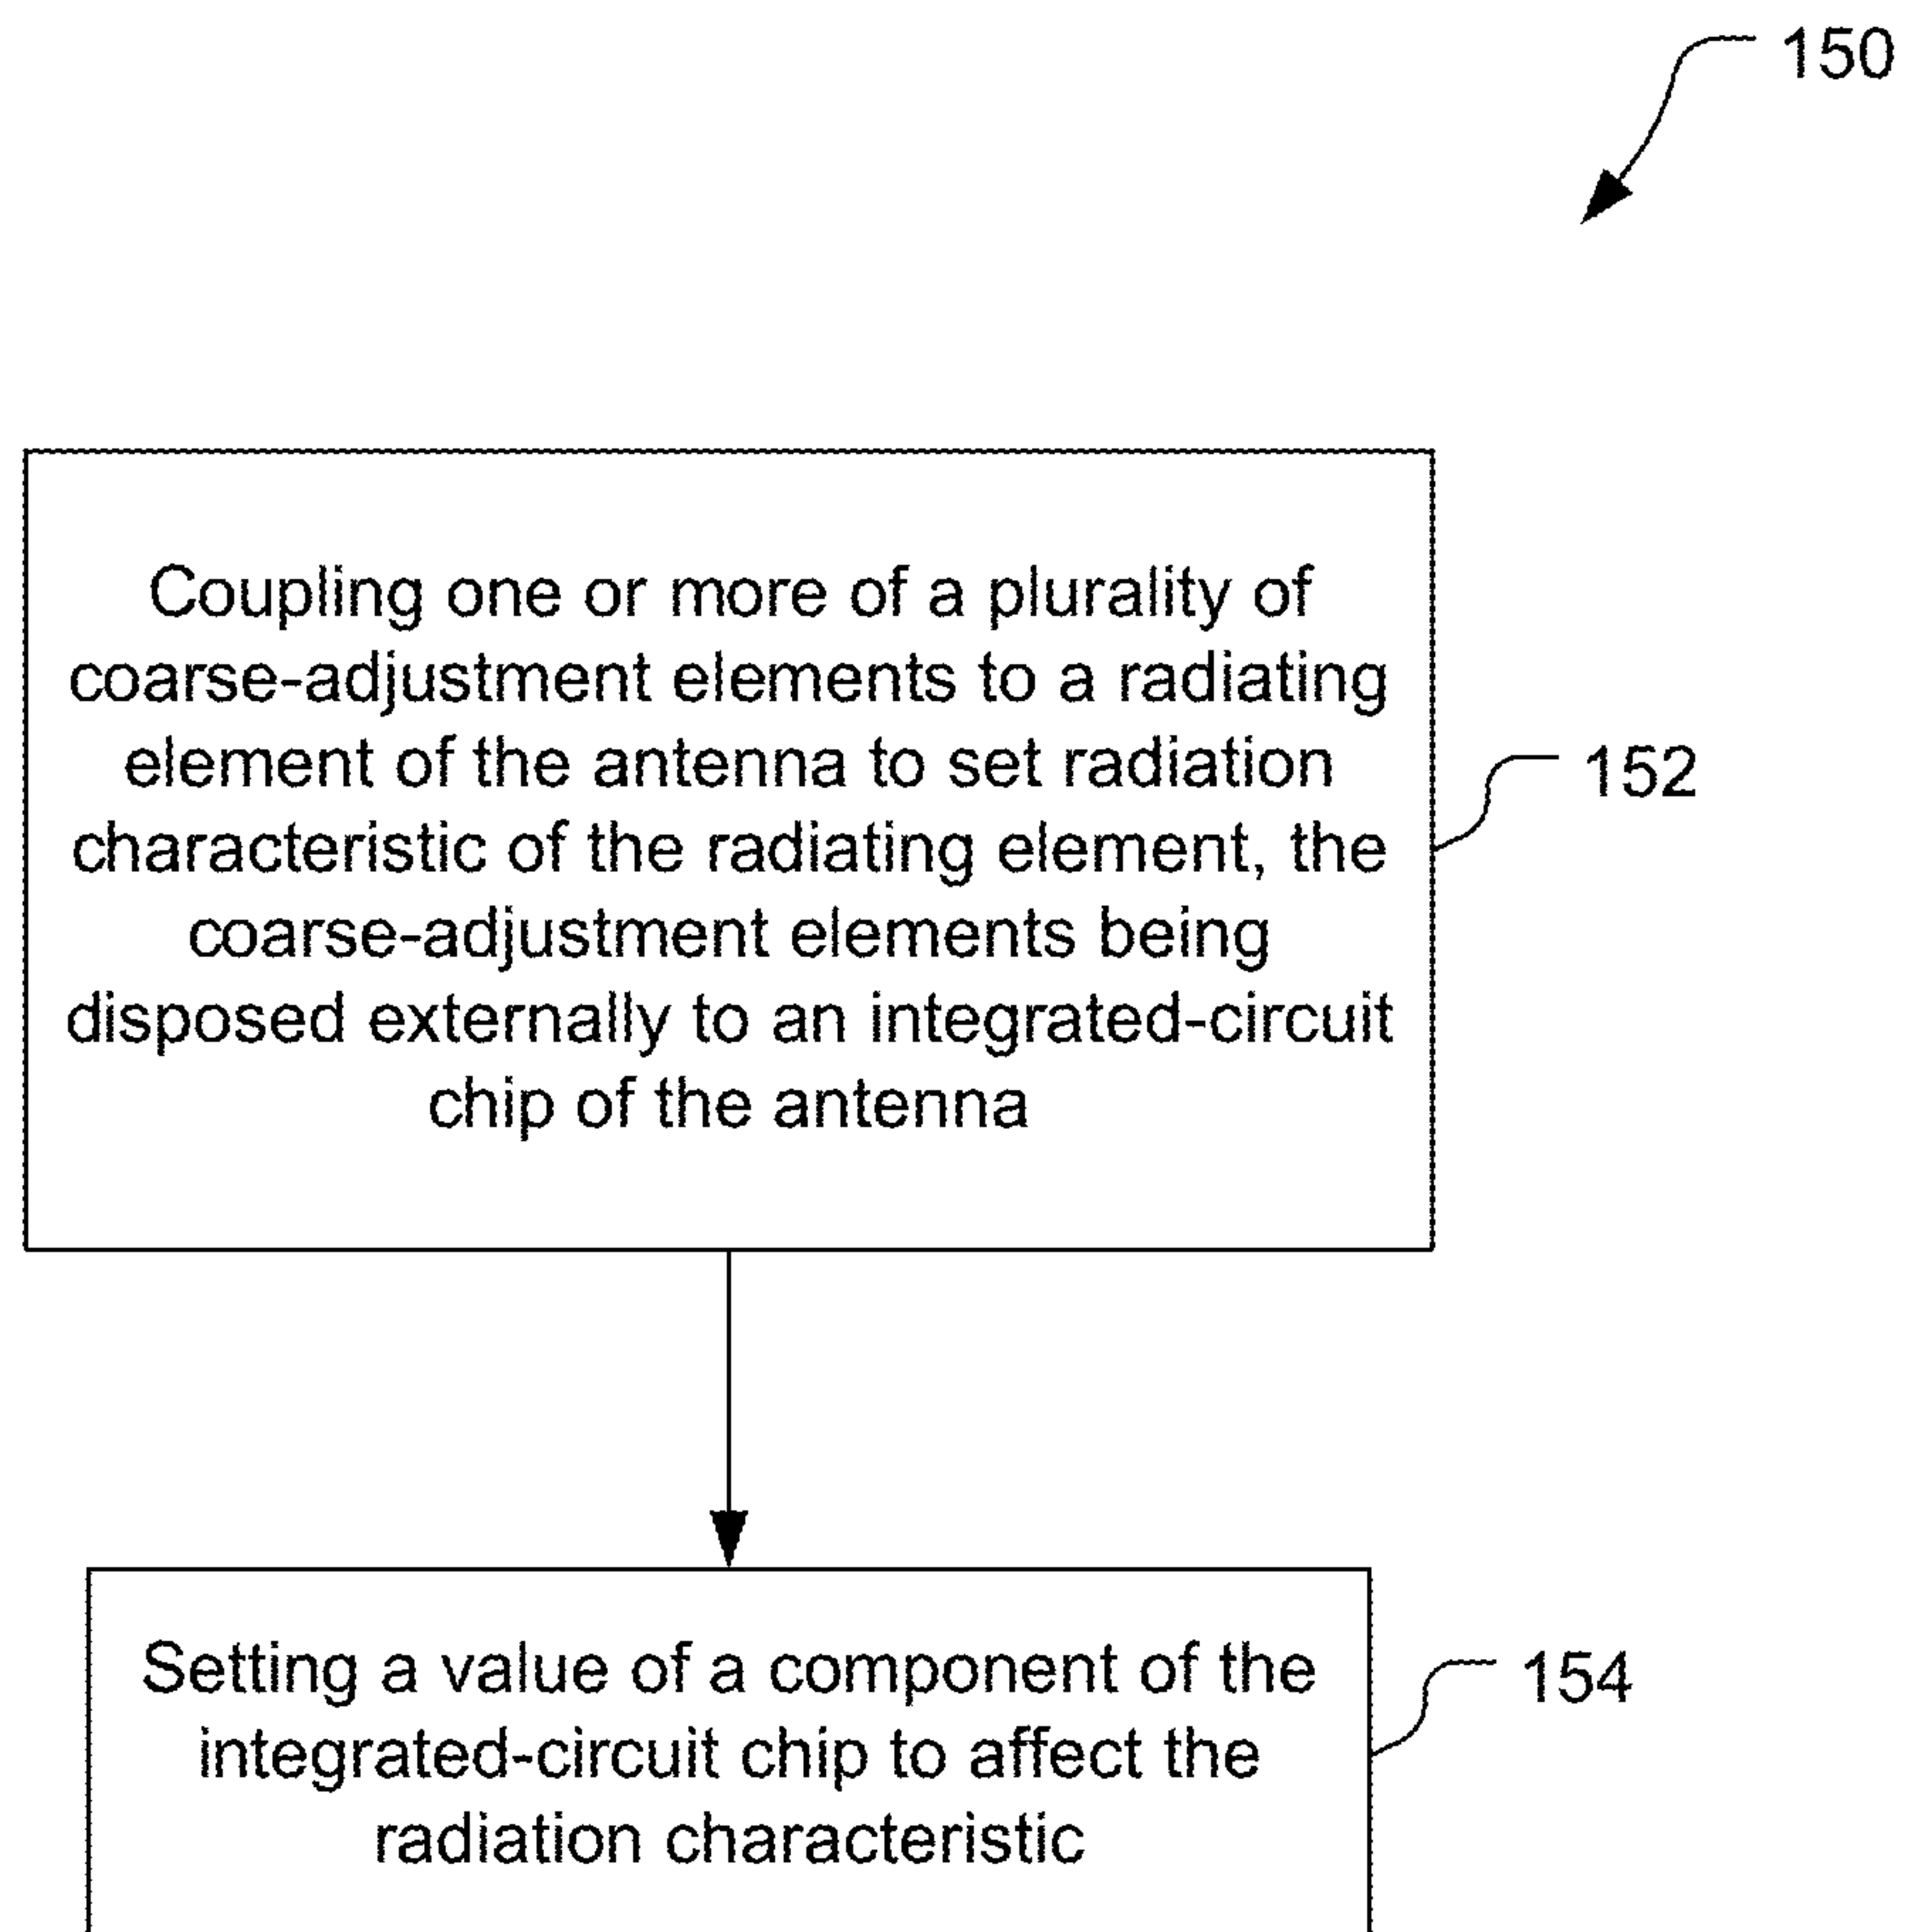 150
Coupling one or more of a plurality of
coarse-adjustment elements to a radiating
element of the antenna to set radiation
characteristic of the radiating element, the
coarse-adjustment elements being
disposed externally to an integrated-circuit
chip of the antenna
152
Setting a value of a component of the
integrated-circuit chip to affect the
radiation characteristic
154